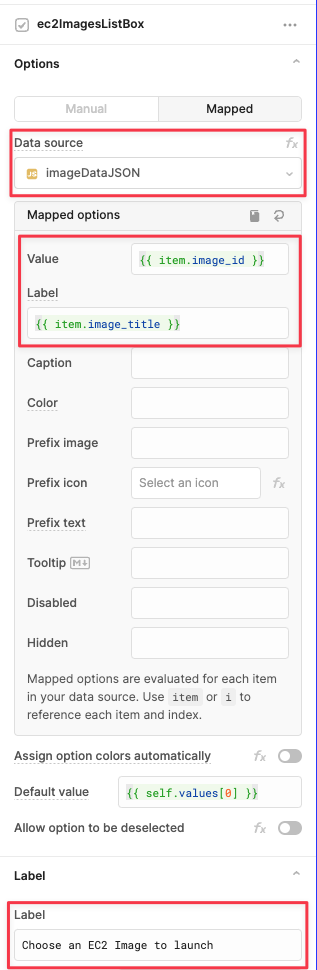 ec2ImagesListBox
Options
Manual Mapped
Data source fx
JS imageDataJSON
Mapped options
Value {{ item.image_id }}
Label
{{ item.image_title }}
Caption
Color
Prefix image
Prefix icon Select an icon fx
Prefix text
Tooltip M↓
Disabled
Hidden
Mapped options are evaluated for each item
in your data source. Use item or i to
reference each item and index.
Assign option colors automatically fx
Default value {{ self.values[0] }}
Allow option to be deselected fx
Label
Label
Choose an EC2 Image to launch